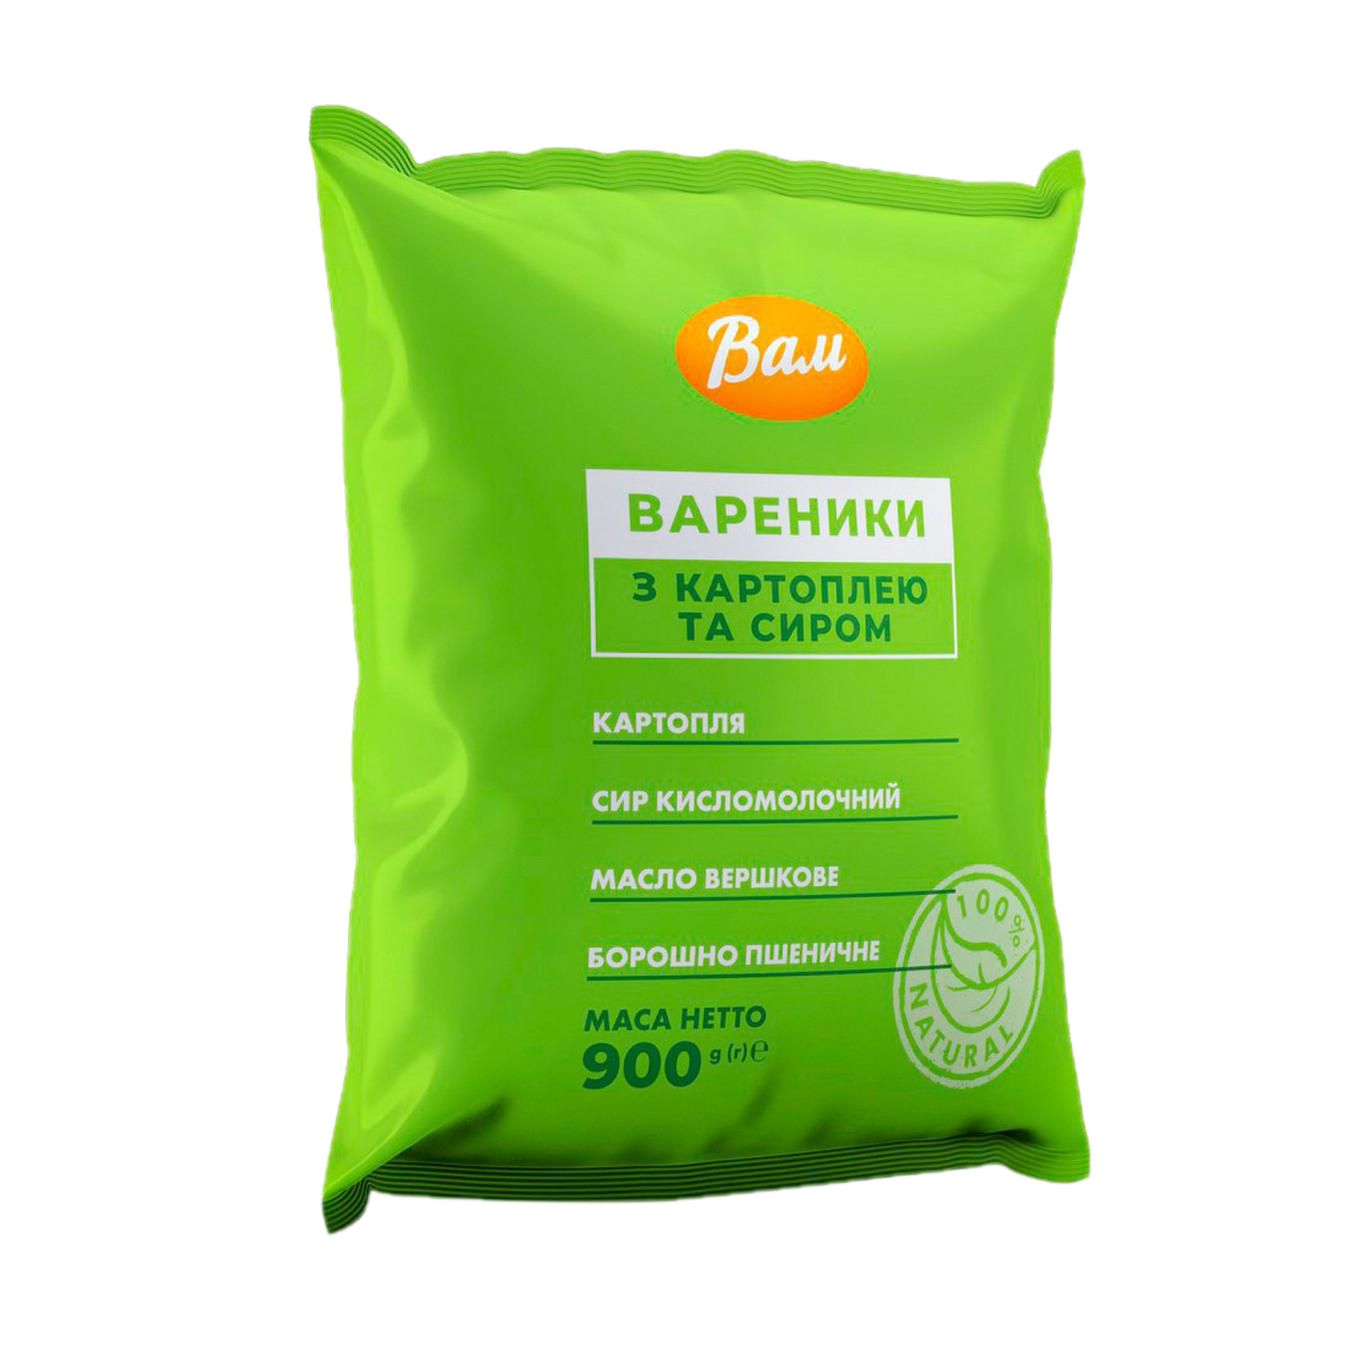 Вам
ВАРЕНИКИ
З КАРТОПЛЕЮ
ТА СИРОМ
КАРТОПЛЯ
СИР КИСЛОМОЛОЧНИЙ
МАСЛО ВЕРШКОВЕ
БОРОШНО ПШЕНИЧНЕ
100%
NATURAL
МАСА НЕТТО
900 g (г) ℮